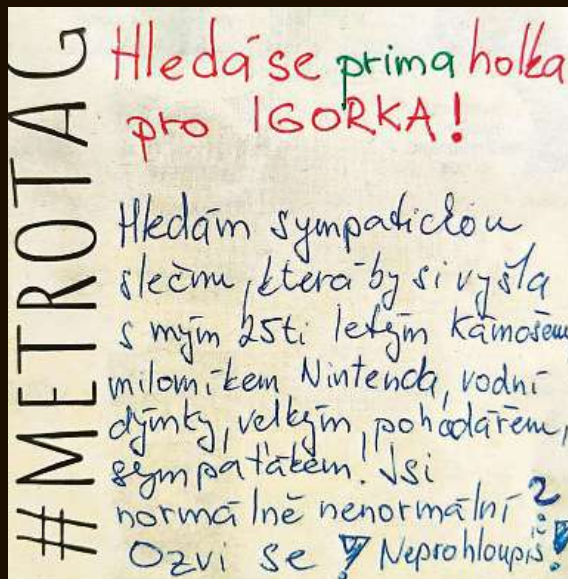 #METROTAG
Hledá se prima holka
pro IGORKA!
Hledám sympatickou
slečnu, která by si vyšla
s mým 25ti letým kámošem,
milovníkem Nintenda, vodní
dýmky, velkým, pohodářem,
sympaťákem! Jsi
normálně nenormální?
Ozvi se! Neprohloupíš!